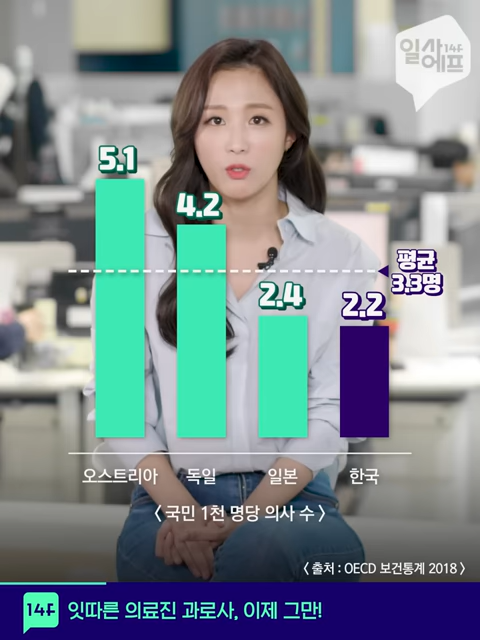 일사 14F
에프
5.1
4.2
평균
3.3명
2.4
2.2
오스트리아 독일 일본 한국
< 국민 1천 명당 의사 수 >
< 출처 : OECD 보건통계 2018 >
14F 잇따른 의료진 과로사, 이제 그만!